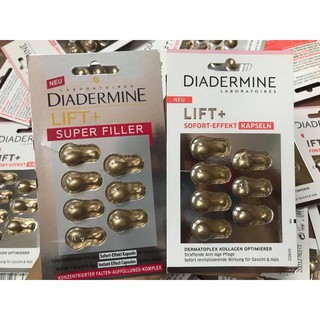 NEU
DIADERMINE
LABORATOIRES
LIFT+
SUPER FILLER
Sofort-Effekt Kapseln
Instant Effect Capsules
KONZENTRIERTER FALTEN-AUFFÜLLUNGS-KOMPLEX
DIADERMINE
LABORATOIRES
NEU
LIFT+
SOFORT-EFFEKT KAPSELN
DERMATOPLEX KOLLAGEN OPTIMIERER
Straffende Anti-Age Pflege
Sofort revitalisierende Wirkung für Gesicht & Hals